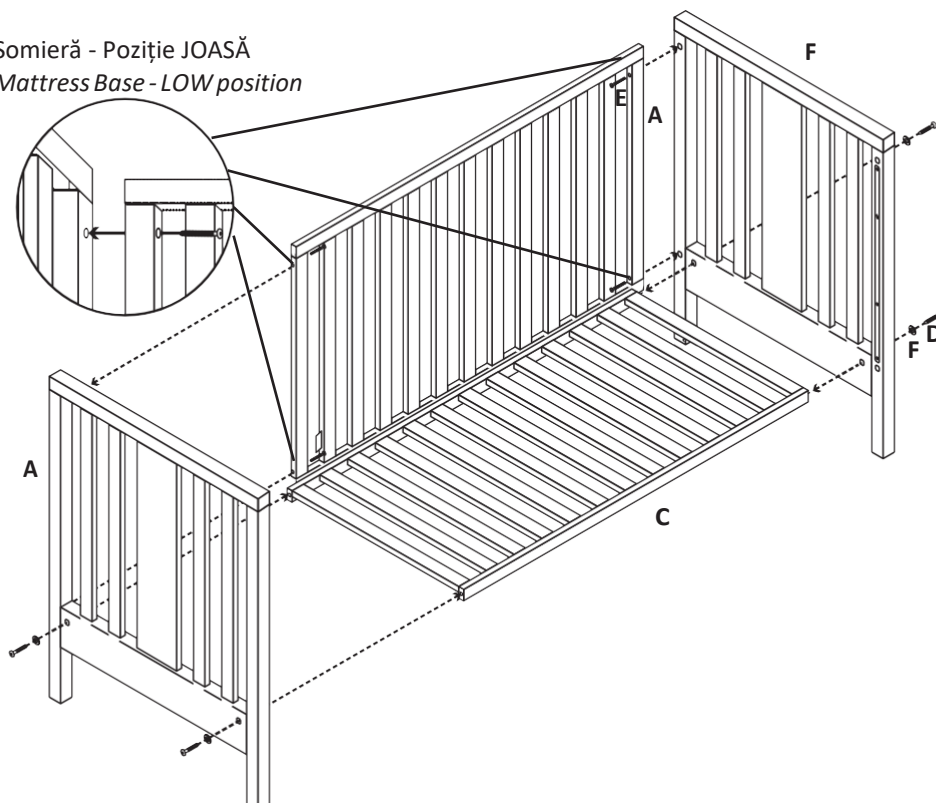 Somieră - Poziție JOASĂ
Mattress Base - LOW position
F
E
A
D
F
A
C